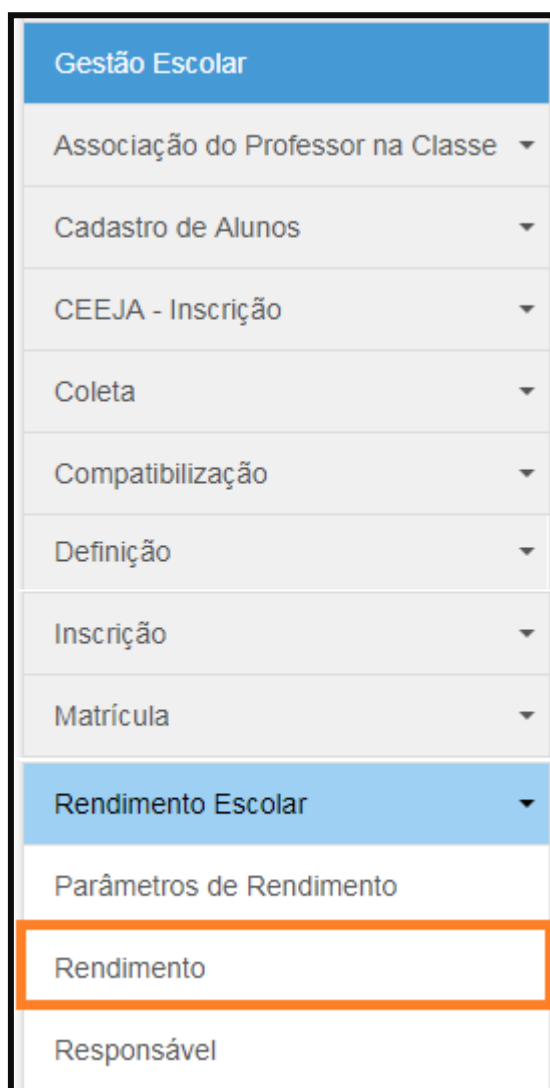 Gestão Escolar
Associação do Professor na Classe
Cadastro de Alunos
CEEJA - Inscrição
Coleta
Compatibilização
Definição
Inscrição
Matrícula
Rendimento Escolar
Parâmetros de Rendimento
Rendimento
Responsável